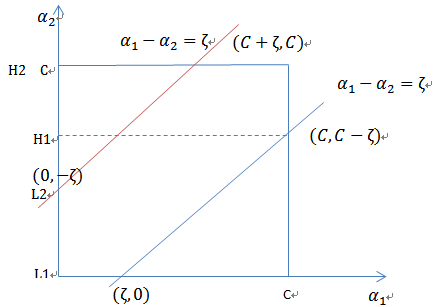 α₂
α₁ − α₂ = ζ
(C + ζ, C)
H2 C
α₁ − α₂ = ζ
H1
(C, C − ζ)
(0, −ζ)
L2
L1
(ζ, 0)
C
α₁